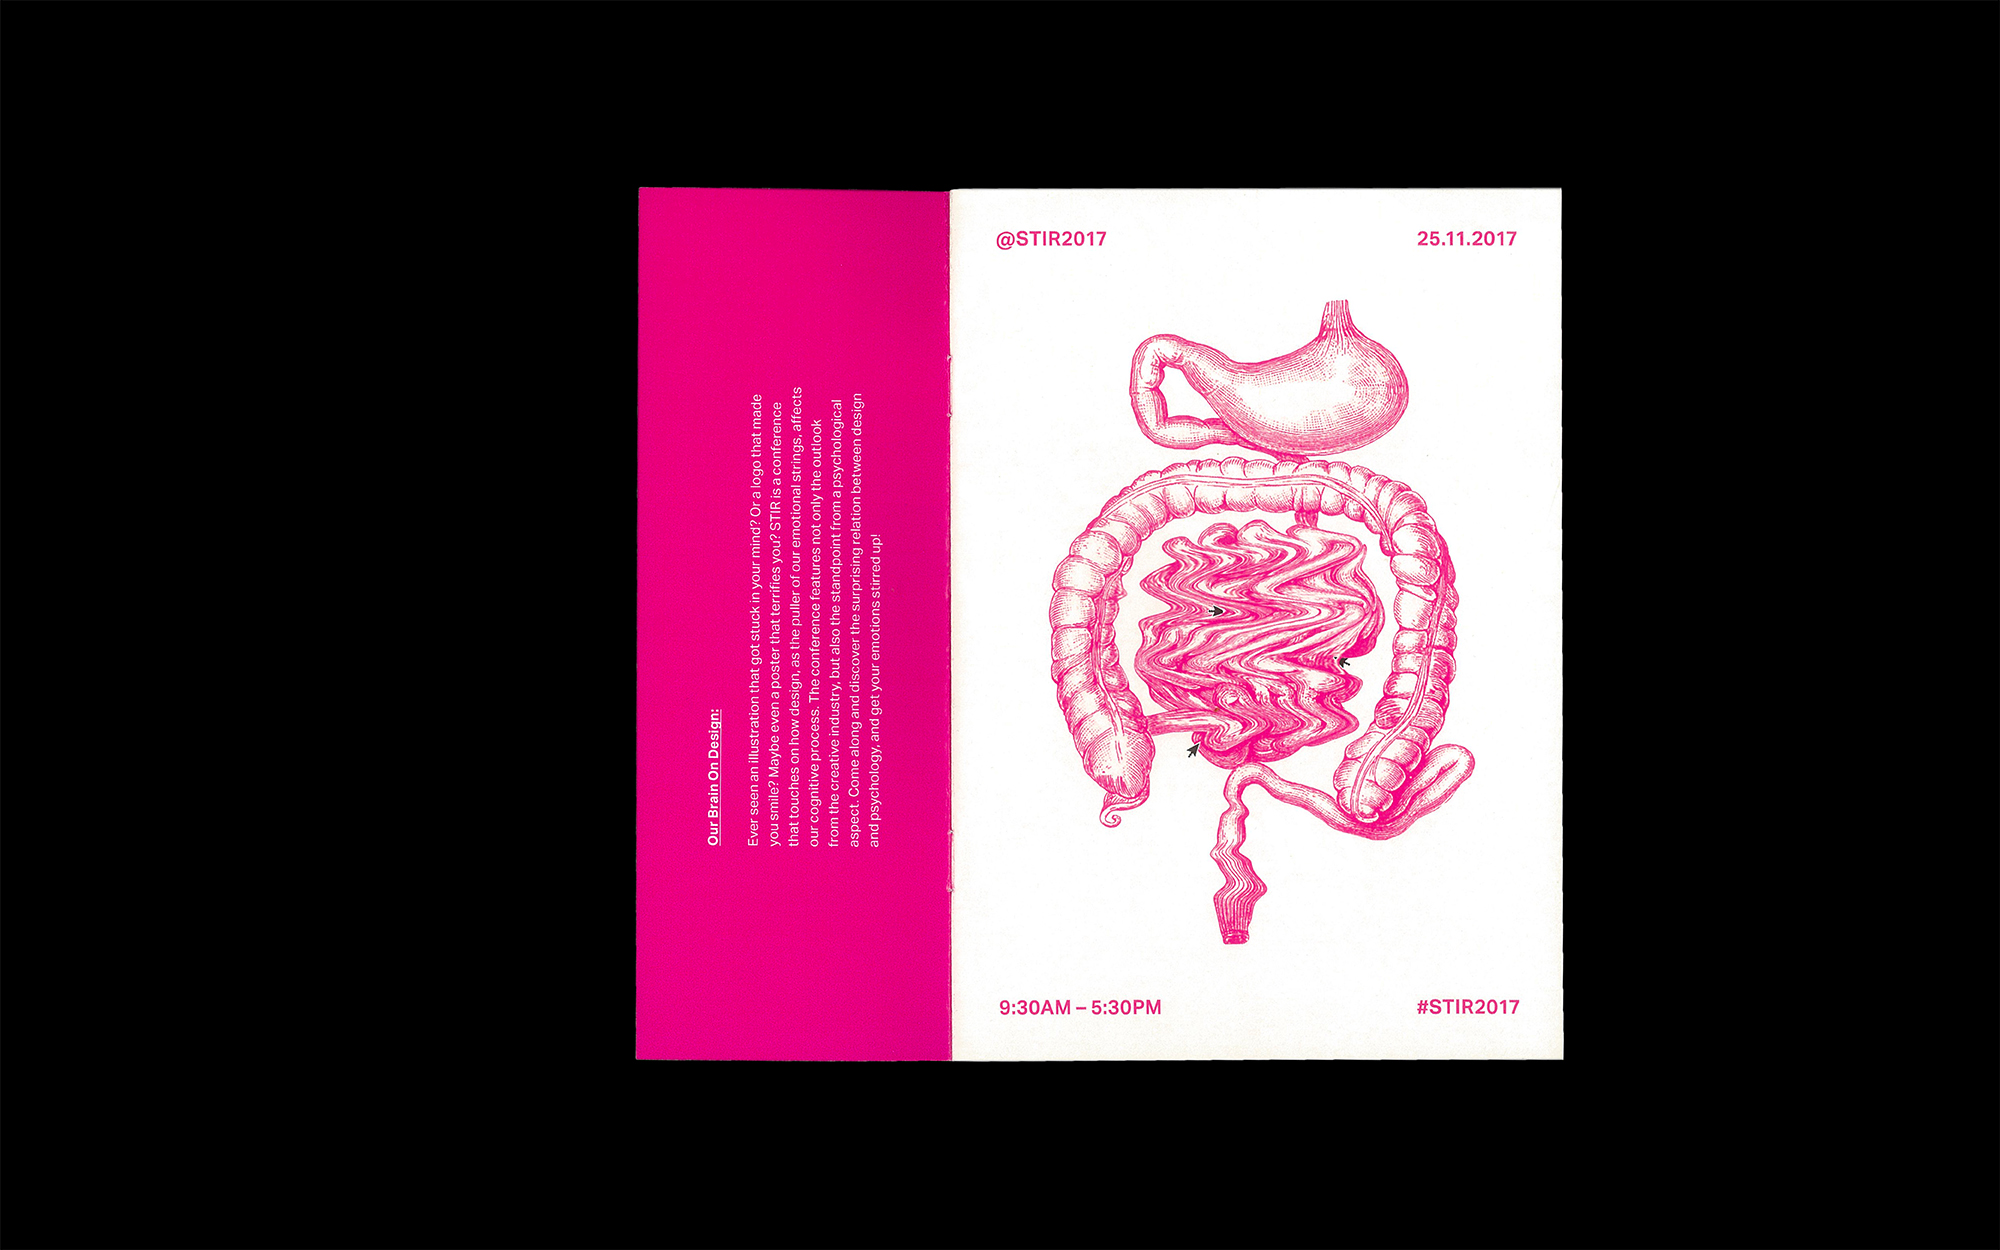 Our Brain On Design:
Ever seen an illustration that got stuck in your mind? Or a logo that made
you smile? Maybe even a poster that terrifies you? STIR is a conference
that touches on how design, as the puller of our emotional strings, affects
our cognitive process. The conference features not only the outlook
from the creative industry, but also the standpoint from a psychological
aspect. Come along and discover the surprising relation between design
and psychology, and get your emotions stirred up!
@STIR2017
25.11.2017
9:30AM – 5:30PM
#STIR2017